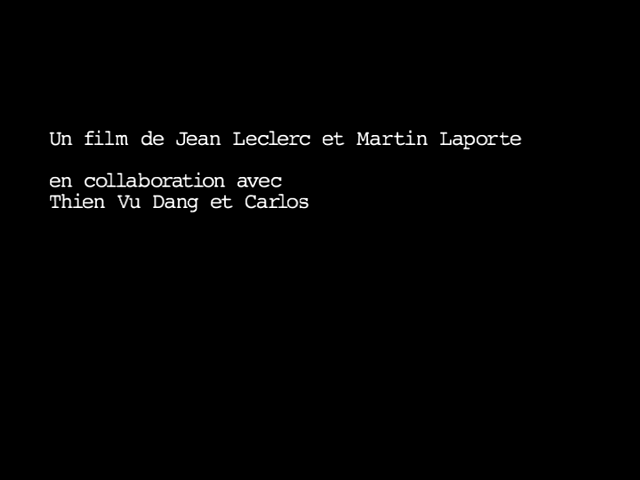 Un film de Jean Leclerc et Martin Laporte
en collaboration avec
Thien Vu Dang et Carlos